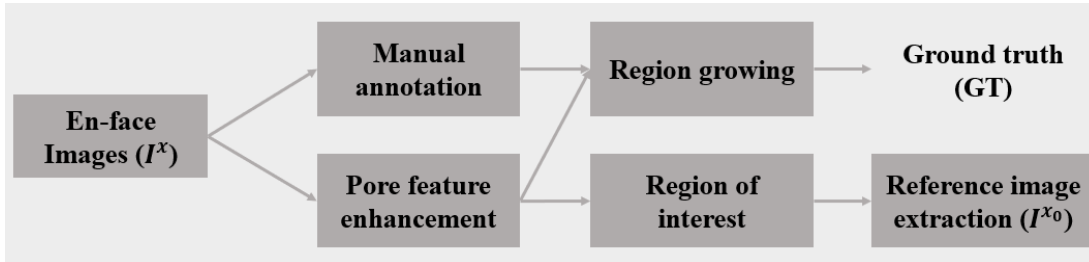 En-face
Images (I^x)
Manual
annotation
Pore feature
enhancement
Region growing
Region of
interest
Ground truth
(GT)
Reference image
extraction (I^{x_0})